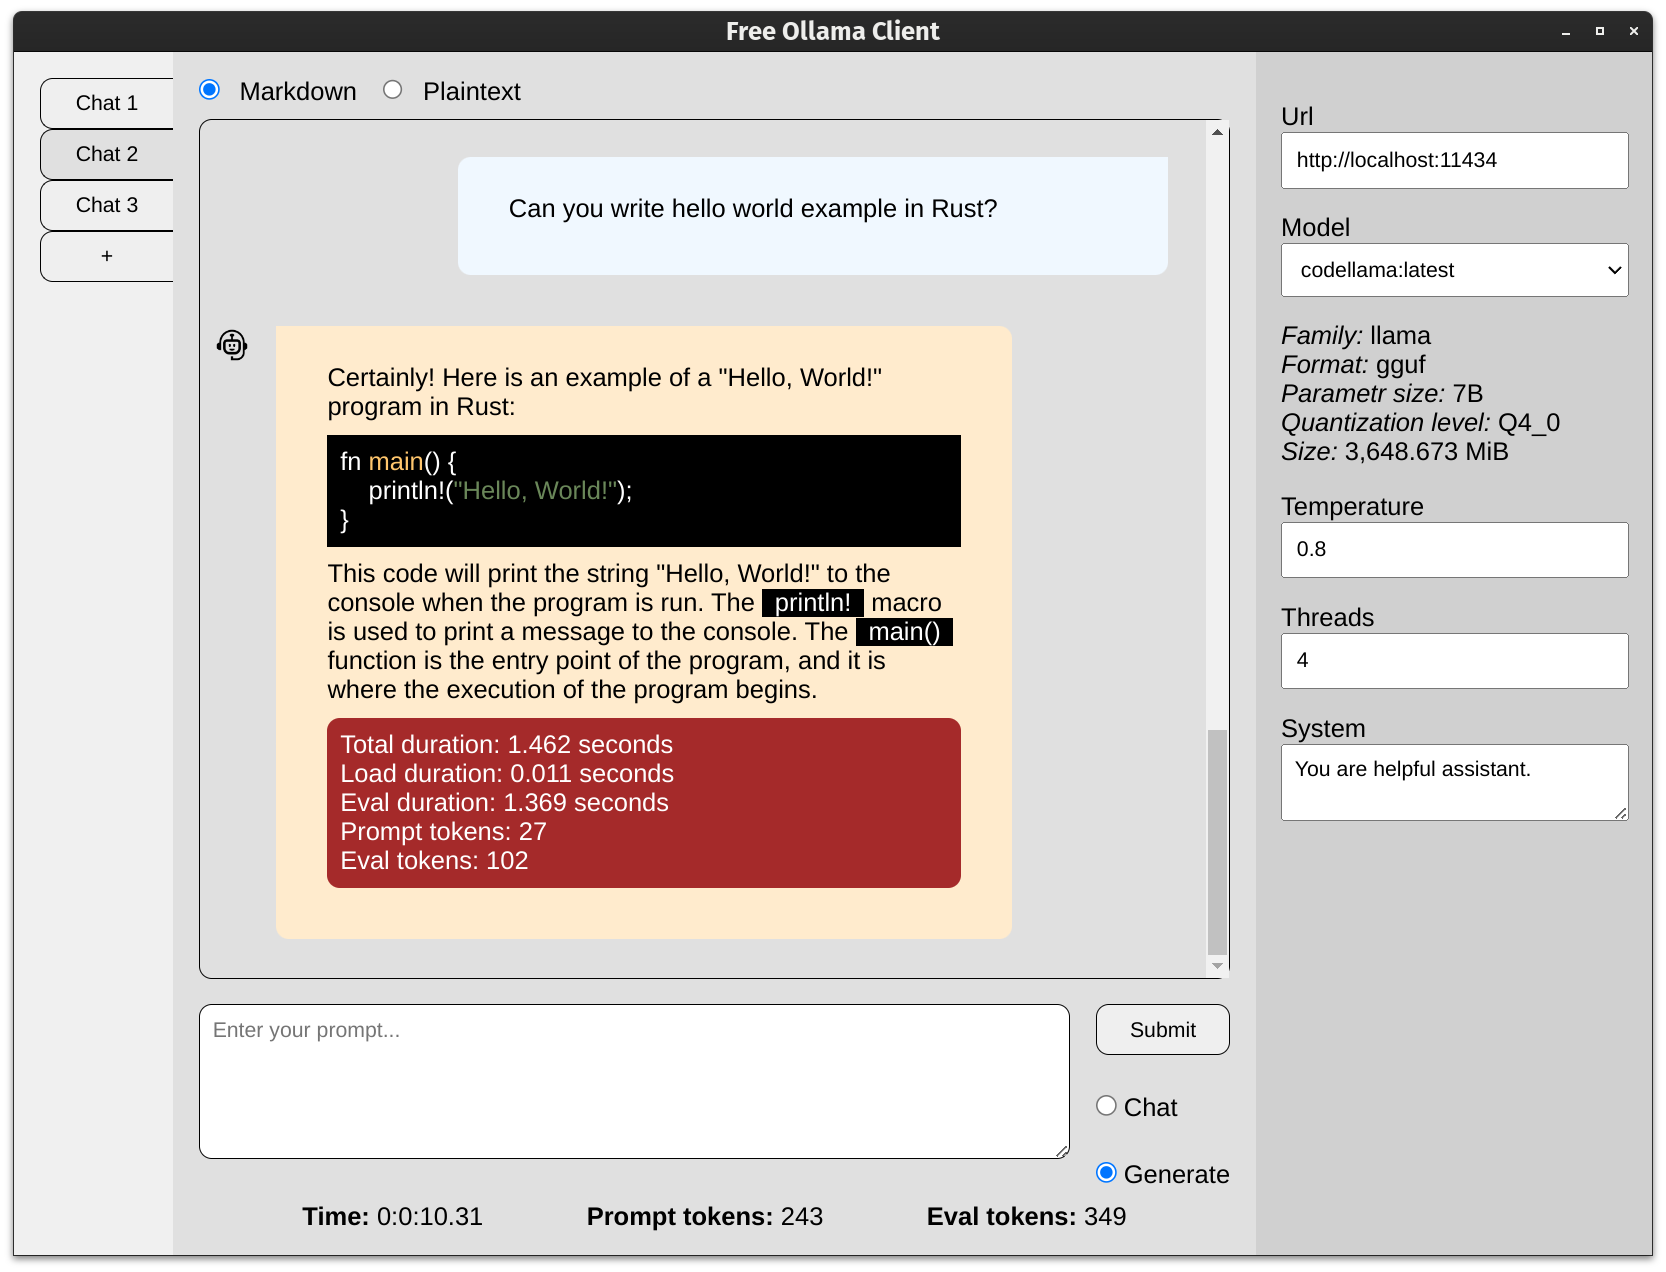 Free Ollama Client
Chat 1
Chat 2
Chat 3
+
Markdown
Plaintext
Can you write hello world example in Rust?
Certainly! Here is an example of a "Hello, World!"
program in Rust:
fn main() {
    println!("Hello, World!");
}
This code will print the string "Hello, World!" to the
console when the program is run. The println! macro
is used to print a message to the console. The main()
function is the entry point of the program, and it is
where the execution of the program begins.
Total duration: 1.462 seconds
Load duration: 0.011 seconds
Eval duration: 1.369 seconds
Prompt tokens: 27
Eval tokens: 102
Enter your prompt...
Submit
Chat
Generate
Time: 0:0:10.31
Prompt tokens: 243
Eval tokens: 349
Url
http://localhost:11434
Model
codellama:latest
Family: llama
Format: gguf
Parametr size: 7B
Quantization level: Q4_0
Size: 3,648.673 MiB
Temperature
0.8
Threads
4
System
You are helpful assistant.